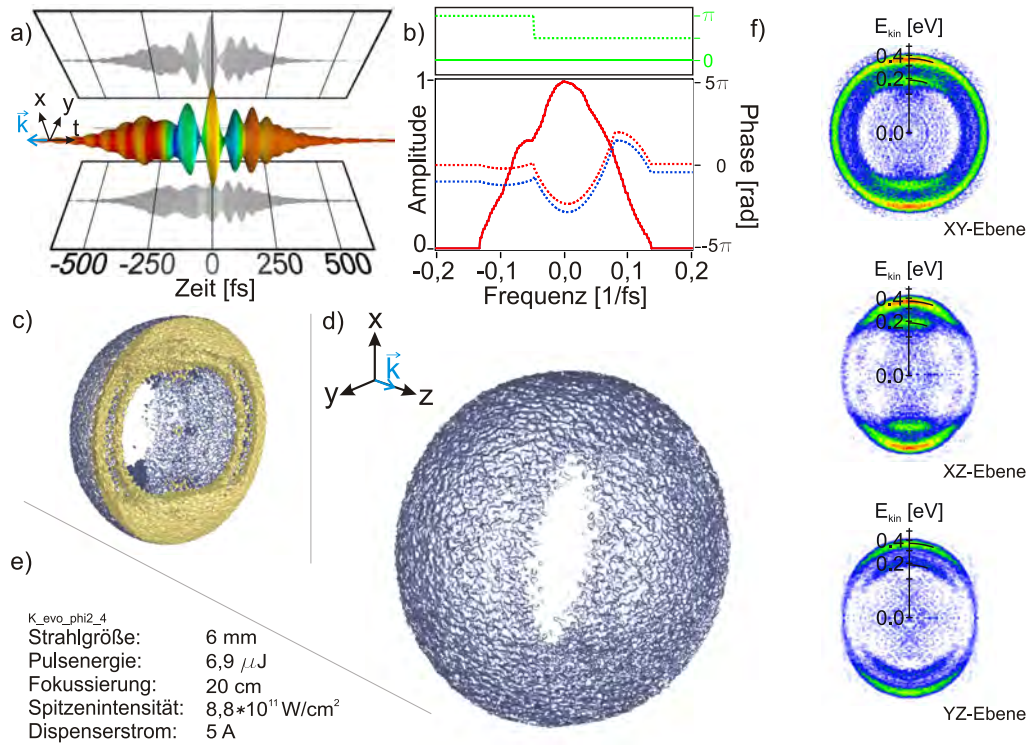 a)
x
y
k
t
-500
-250
0
250
500
Zeit [fs]
b)
π
0
1
Amplitude
0
5π
0
-5π
Phase [rad]
-0,2
-0,1
0,0
0,1
0,2
Frequenz [1/fs]
c)
d)
x
k
y
z
e)
K_evo_phi2_4
Strahlgröße: 6 mm
Pulsenergie: 6,9 µJ
Fokussierung: 20 cm
Spitzenintensität: 8,8*10¹¹ W/cm²
Dispenserstrom: 5 A
f)
E_kin [eV]
0.4
0.2
0.0
XY-Ebene
E_kin [eV]
0.4
0.2
0.0
XZ-Ebene
E_kin [eV]
0.4
0.2
0.0
YZ-Ebene